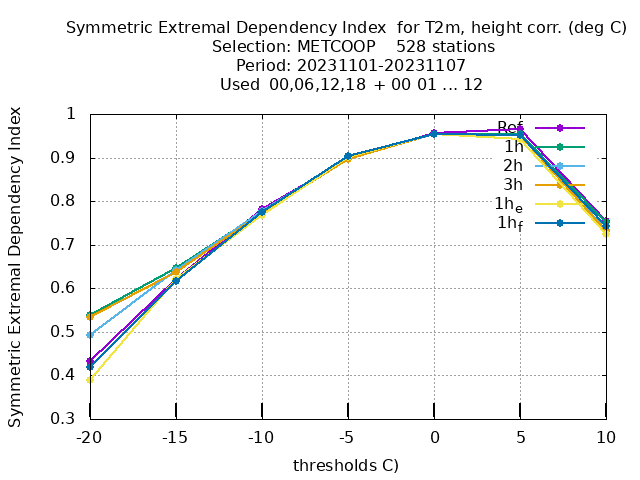 Symmetric Extremal Dependency Index  for T2m, height corr. (deg C)
Selection: METCOOP    528 stations
Period: 20231101-20231107
Used 00,06,12,18 + 00 01 ... 12
Symmetric Extremal Dependency Index
1
0.9
0.8
0.7
0.6
0.5
0.4
0.3
Ref
1h
2h
3h
1he
1hf
-20 -15 -10 -5 0 5 10
thresholds C)